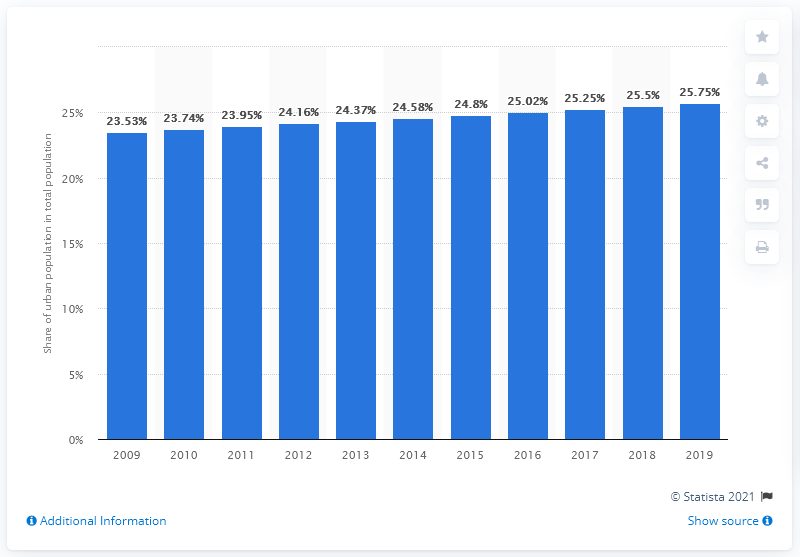 23.53% 23.74% 23.95% 24.16% 24.37% 24.58% 24.8% 25.02% 25.25% 25.5% 25.75%
Share of urban population in total population
25%
20%
15%
10%
5%
0%
2009 2010 2011 2012 2013 2014 2015 2016 2017 2018 2019
© Statista 2021
Additional Information
Show source